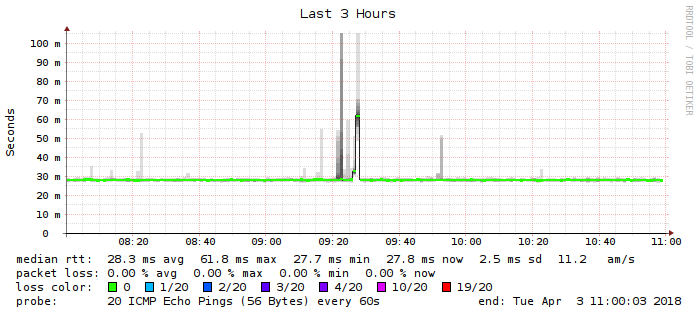 Last 3 Hours
RRDTOOL / TOBI OETIKER
Seconds
100 m
90 m
80 m
70 m
60 m
50 m
40 m
30 m
20 m
10 m
0
08:20 08:40 09:00 09:20 09:40 10:00 10:20 10:40 11:00
median rtt: 28.3 ms avg 61.8 ms max 27.7 ms min 27.8 ms now 2.5 ms sd 11.2 am/s
packet loss: 0.00 % avg 0.00 % max 0.00 % min 0.00 % now
loss color: 0 1/20 2/20 3/20 4/20 10/20 19/20
probe: 20 ICMP Echo Pings (56 Bytes) every 60s end: Tue Apr 3 11:00:03 2018